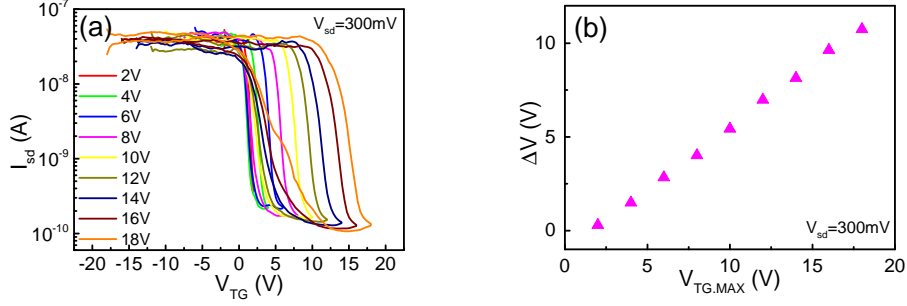 (a)
V_sd=300mV
10^-7
10^-8
10^-9
10^-10
I_sd (A)
2V
4V
6V
8V
10V
12V
14V
16V
18V
-20 -15 -10 -5 0 5 10 15 20
V_TG (V)
(b)
10
5
0
ΔV (V)
V_sd=300mV
0 5 10 15 20
V_TG.MAX (V)